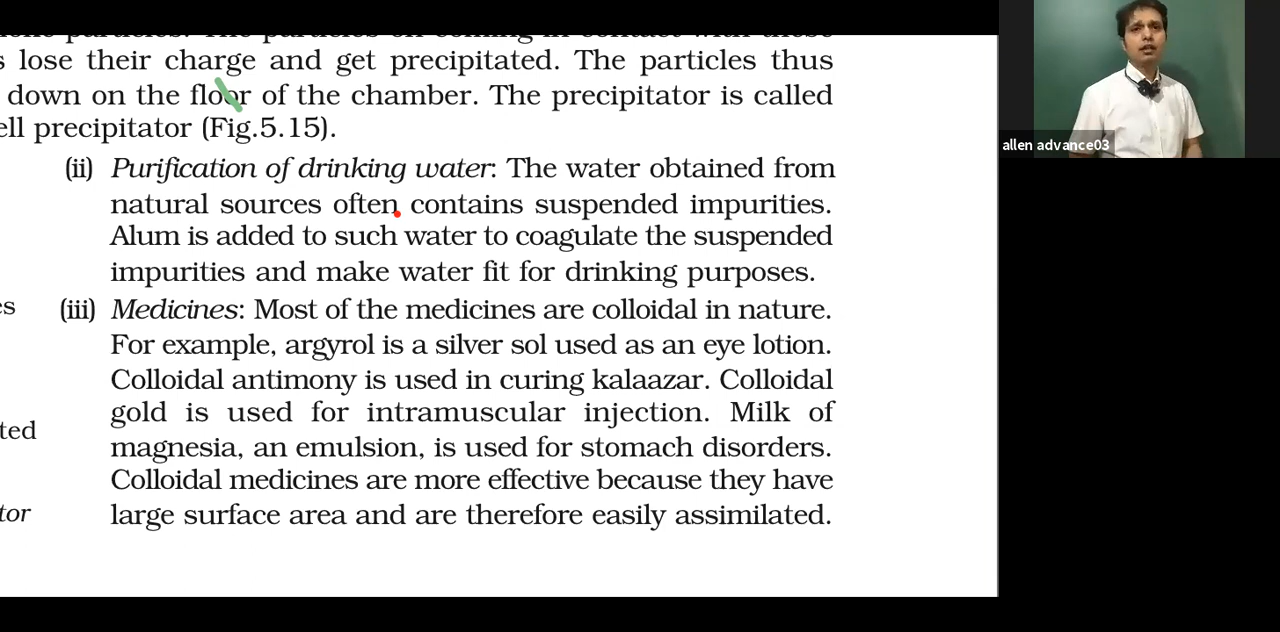 s lose their charge and get precipitated. The particles thus
down on the floor of the chamber. The precipitator is called
ell precipitator (Fig.5.15).
(ii) Purification of drinking water: The water obtained from
natural sources often contains suspended impurities.
Alum is added to such water to coagulate the suspended
impurities and make water fit for drinking purposes.
es (iii) Medicines: Most of the medicines are colloidal in nature.
For example, argyrol is a silver sol used as an eye lotion.
Colloidal antimony is used in curing kalaazar. Colloidal
gold is used for intramuscular injection. Milk of
ted
magnesia, an emulsion, is used for stomach disorders.
Colloidal medicines are more effective because they have
tor large surface area and are therefore easily assimilated.
allen advance03